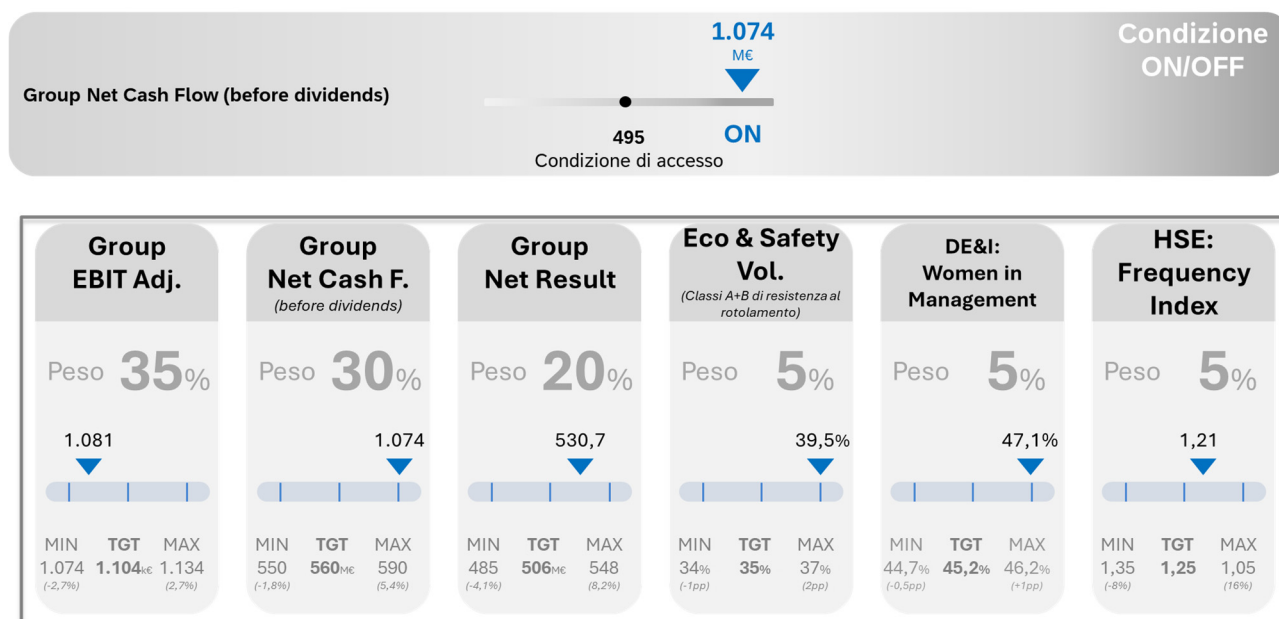 1.074
M€
Condizione
ON/OFF
Group Net Cash Flow (before dividends)
495
ON
Condizione di accesso
Group
EBIT Adj.
Peso 35%
1.081
MIN TGT MAX
1.074 1.104k€ 1.134
(-2,7%) (2,7%)
Group
Net Cash F.
(before dividends)
Peso 30%
1.074
MIN TGT MAX
550 560M€ 590
(-1,8%) (5,4%)
Group
Net Result
Peso 20%
530,7
MIN TGT MAX
485 506M€ 548
(-4,1%) (8,2%)
Eco & Safety
Vol.
(Classi A+B di resistenza al
rotolamento)
Peso 5%
39,5%
MIN TGT MAX
34% 35% 37%
(-1pp) (2pp)
DE&I:
Women in
Management
Peso 5%
47,1%
MIN TGT MAX
44,7% 45,2% 46,2%
(-0,5pp) (+1pp)
HSE:
Frequency
Index
Peso 5%
1,21
MIN TGT MAX
1,35 1,25 1,05
(-8%) (16%)